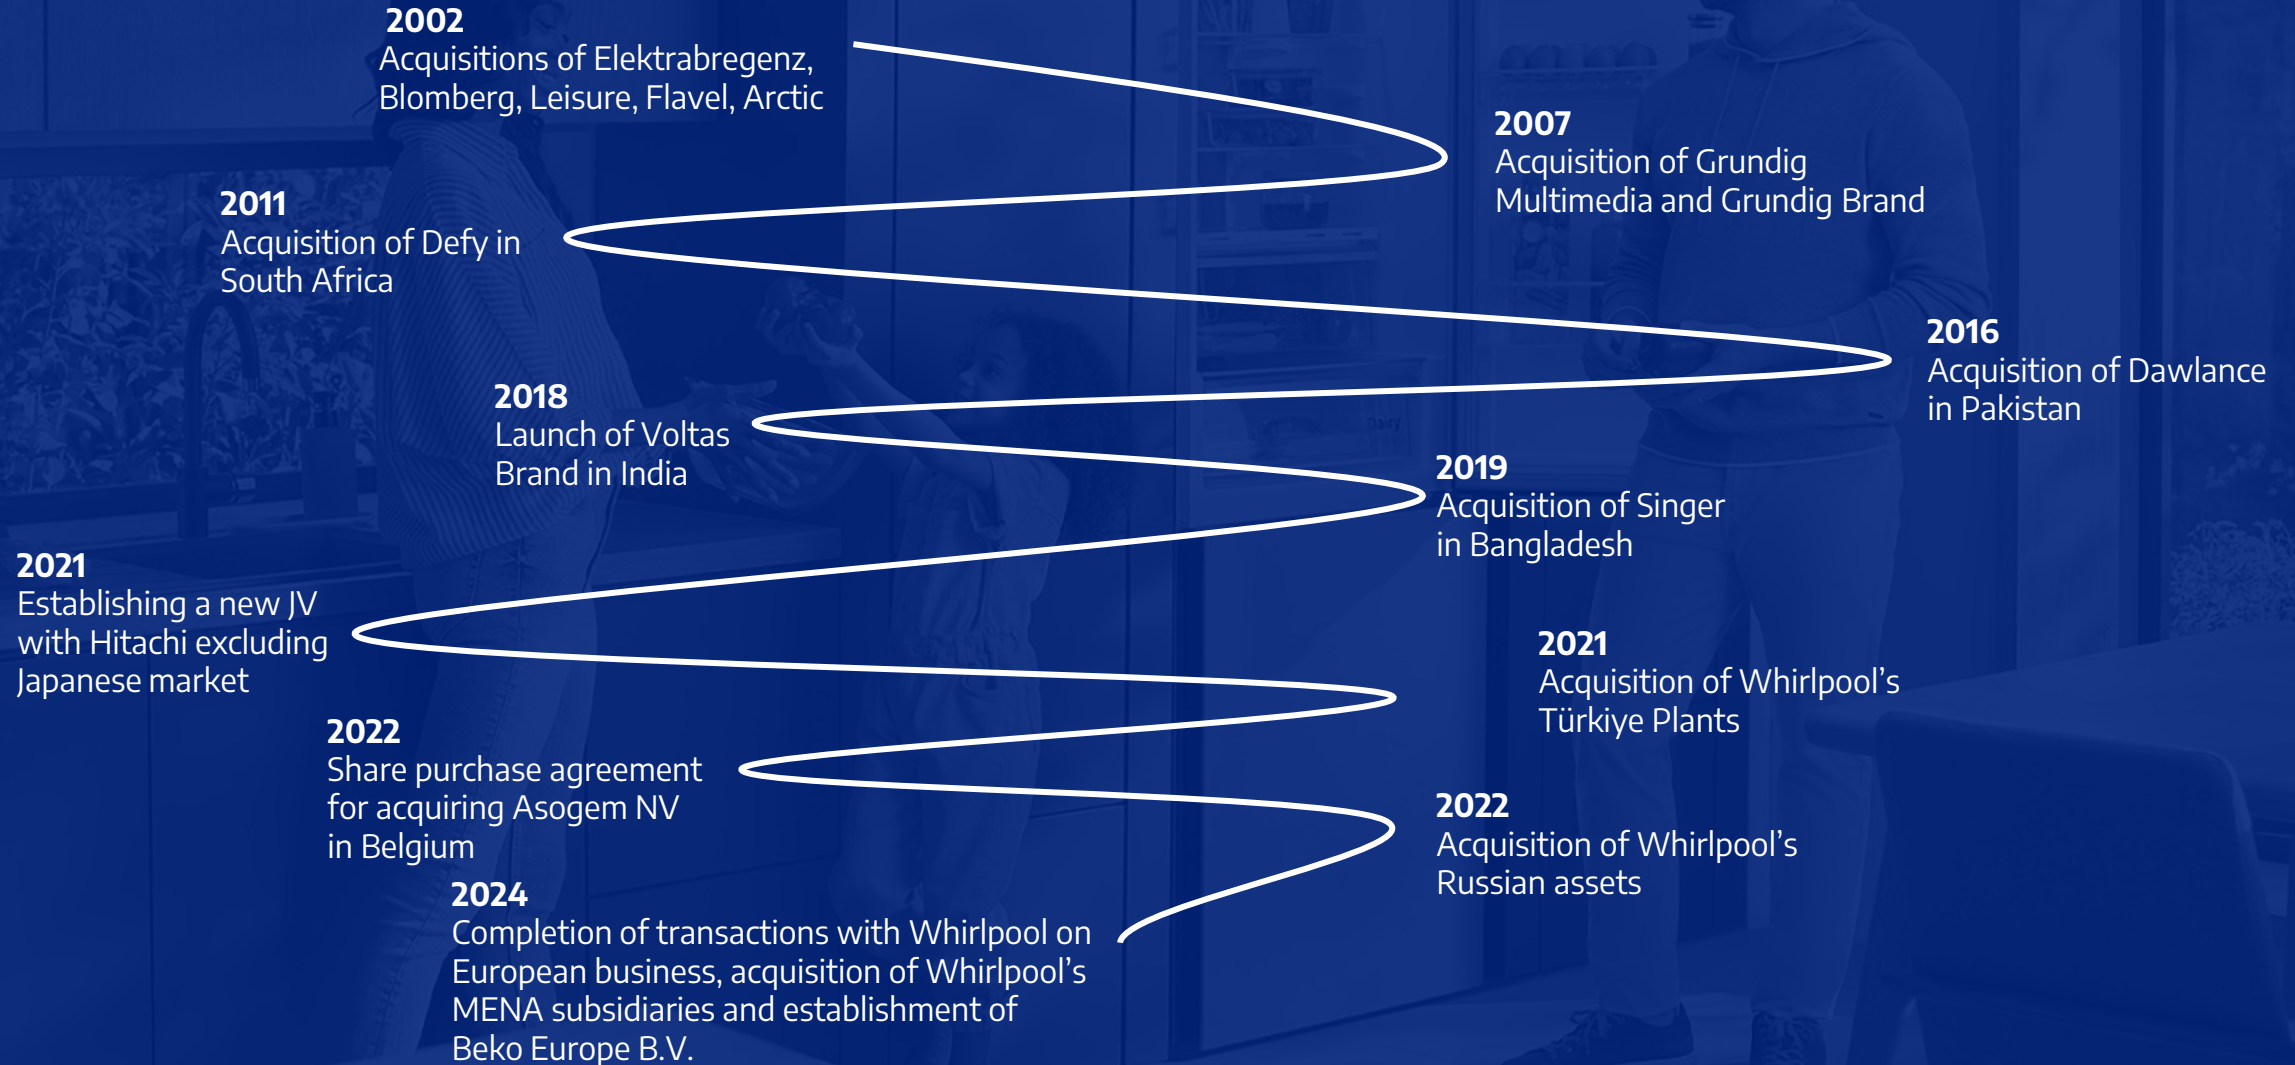 2002
Acquisitions of Elektrabregenz,
Blomberg, Leisure, Flavel, Arctic
2007
Acquisition of Grundig
Multimedia and Grundig Brand
2011
Acquisition of Defy in
South Africa
2016
Acquisition of Dawlance
in Pakistan
2018
Launch of Voltas
Brand in India
2019
Acquisition of Singer
in Bangladesh
2021
Establishing a new JV
with Hitachi excluding
Japanese market
2021
Acquisition of Whirlpool’s
Türkiye Plants
2022
Share purchase agreement
for acquiring Asogem NV
in Belgium
2022
Acquisition of Whirlpool’s
Russian assets
2024
Completion of transactions with Whirlpool on
European business, acquisition of Whirlpool’s
MENA subsidiaries and establishment of
Beko Europe B.V.
Dairy